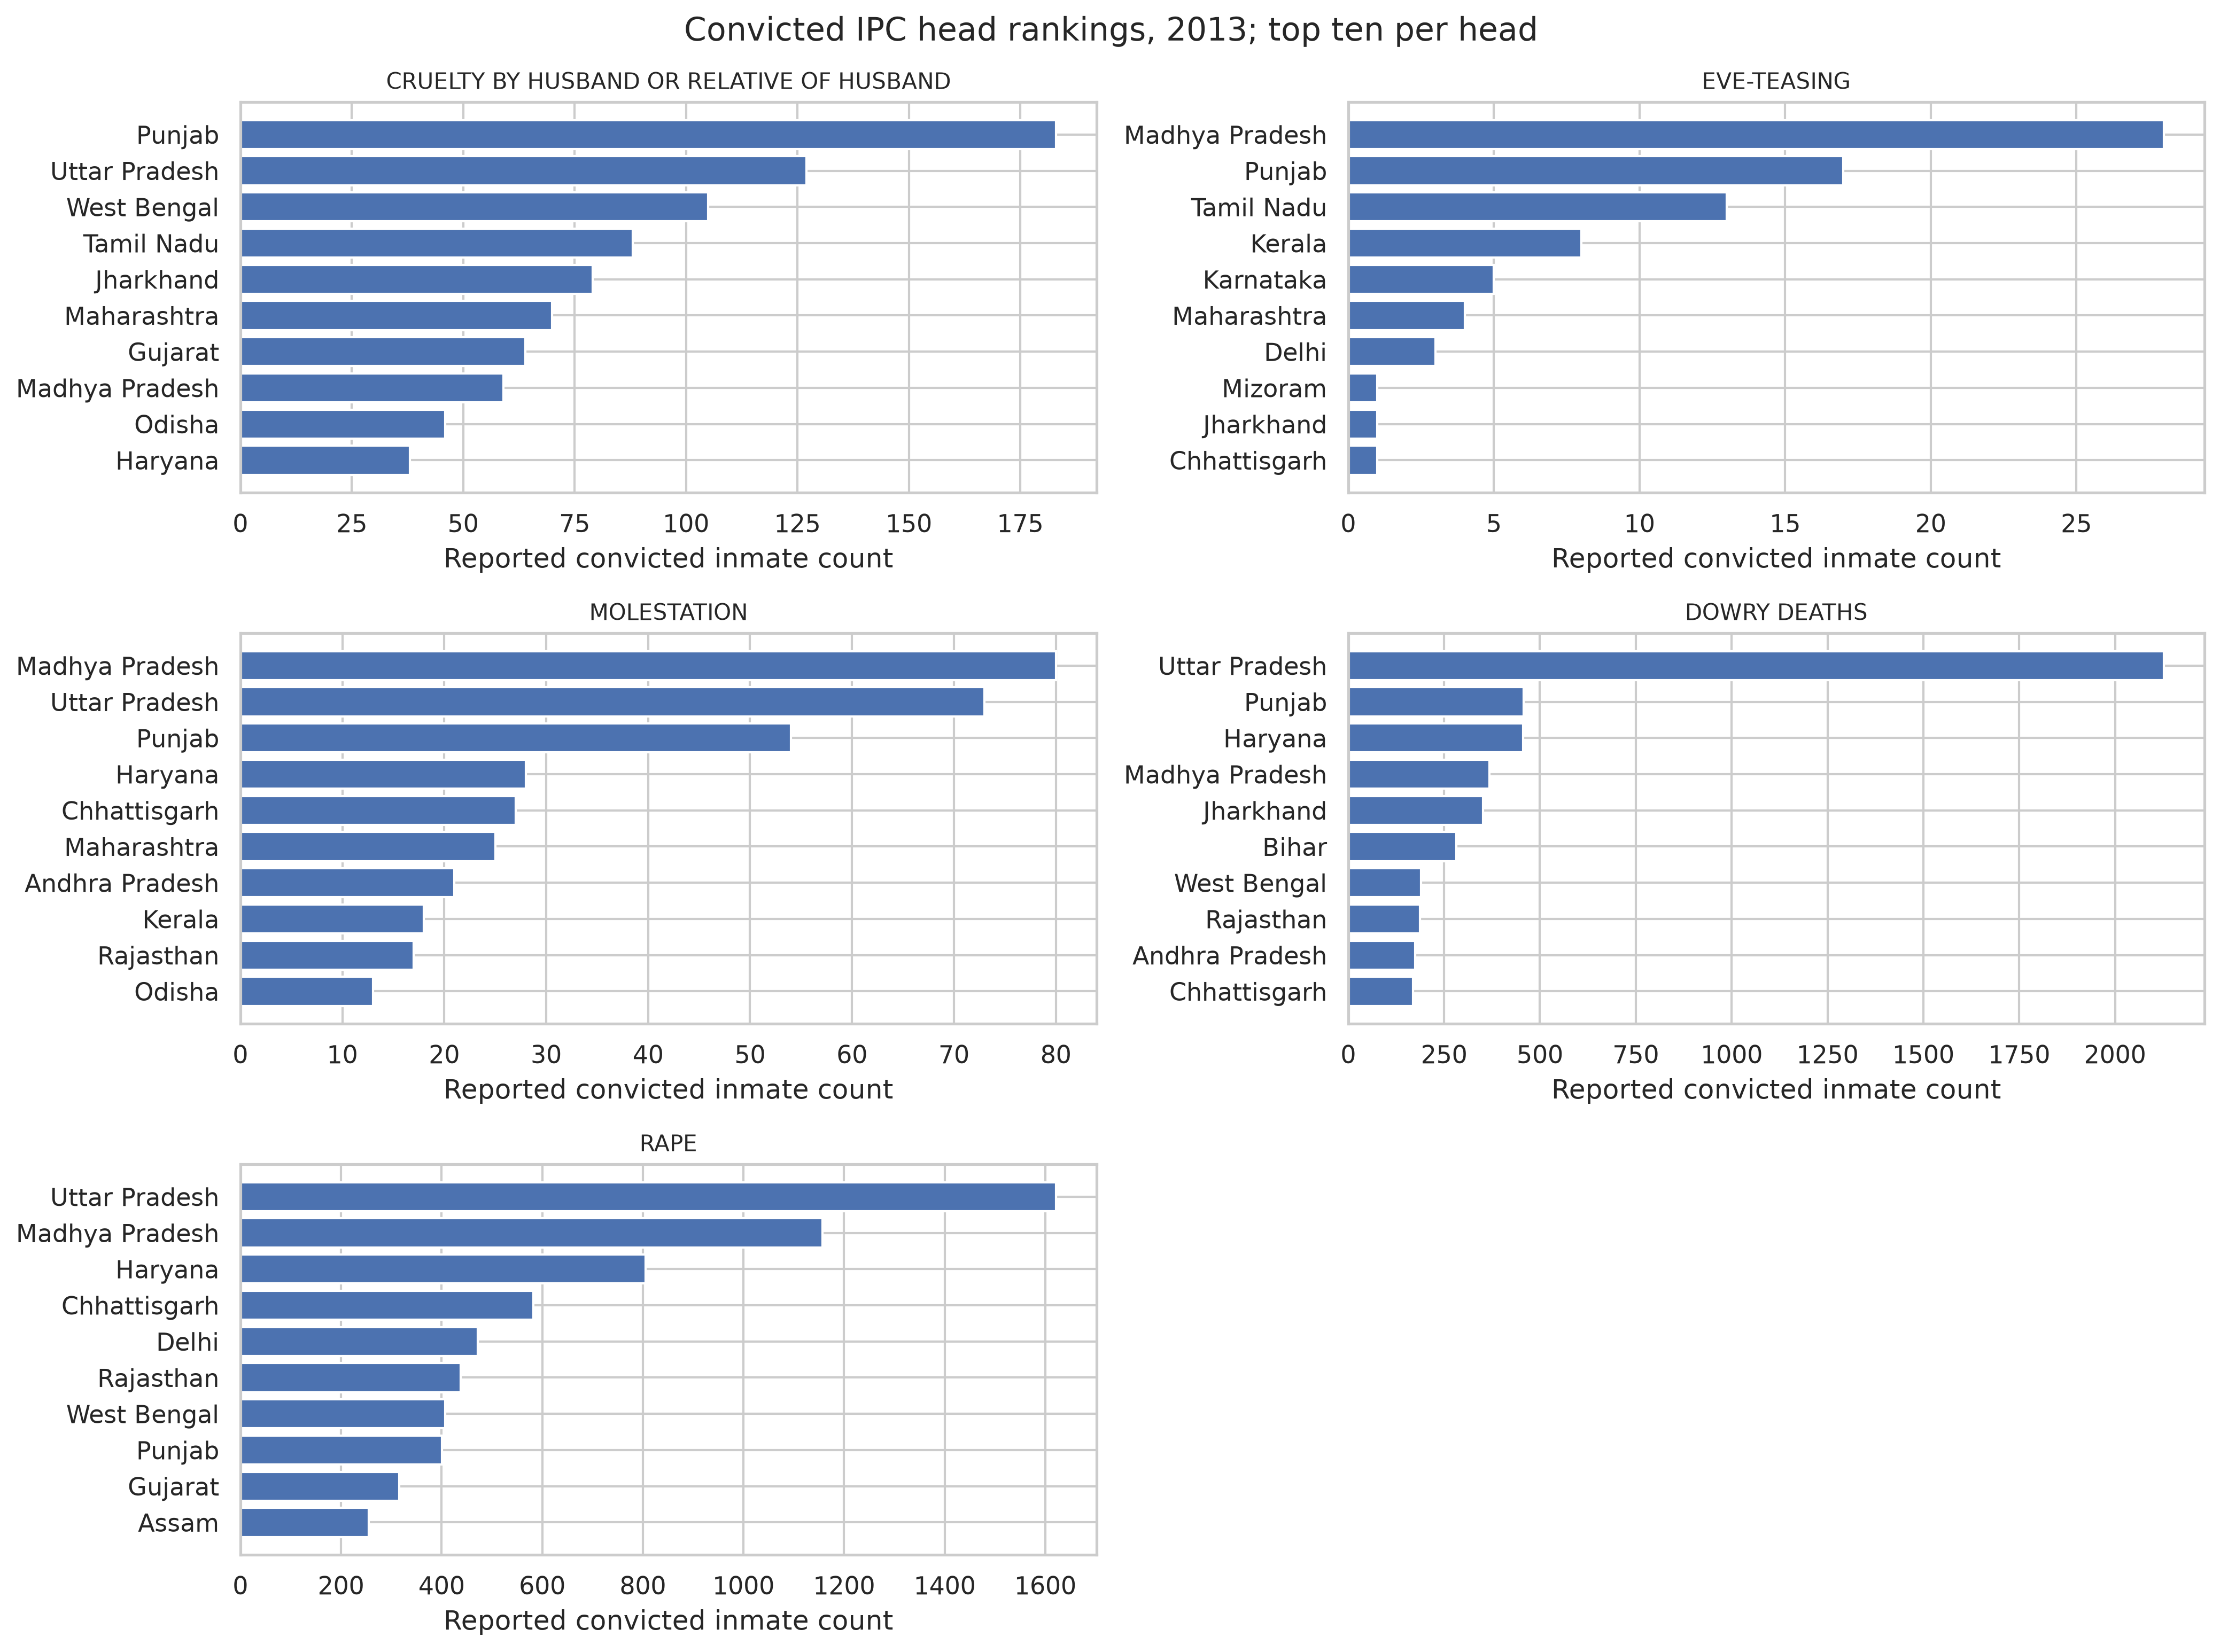 Convicted IPC head rankings, 2013; top ten per head
CRUELTY BY HUSBAND OR RELATIVE OF HUSBAND
Punjab
Uttar Pradesh
West Bengal
Tamil Nadu
Jharkhand
Maharashtra
Gujarat
Madhya Pradesh
Odisha
Haryana
0 25 50 75 100 125 150 175
Reported convicted inmate count
EVE-TEASING
Madhya Pradesh
Punjab
Tamil Nadu
Kerala
Karnataka
Maharashtra
Delhi
Mizoram
Jharkhand
Chhattisgarh
0 5 10 15 20 25
Reported convicted inmate count
MOLESTATION
Madhya Pradesh
Uttar Pradesh
Punjab
Haryana
Chhattisgarh
Maharashtra
Andhra Pradesh
Kerala
Rajasthan
Odisha
0 10 20 30 40 50 60 70 80
Reported convicted inmate count
DOWRY DEATHS
Uttar Pradesh
Punjab
Haryana
Madhya Pradesh
Jharkhand
Bihar
West Bengal
Rajasthan
Andhra Pradesh
Chhattisgarh
0 250 500 750 1000 1250 1500 1750 2000
Reported convicted inmate count
RAPE
Uttar Pradesh
Madhya Pradesh
Haryana
Chhattisgarh
Delhi
Rajasthan
West Bengal
Punjab
Gujarat
Assam
0 200 400 600 800 1000 1200 1400 1600
Reported convicted inmate count